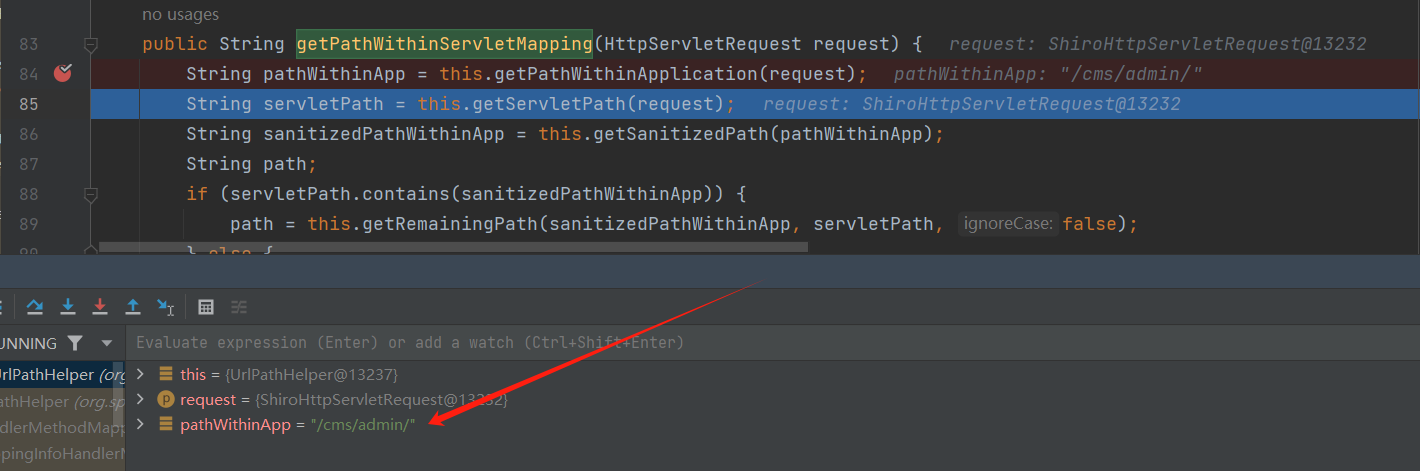 no usages
83 public String getPathWithinServletMapping(HttpServletRequest request) { request: ShiroHttpServletRequest@13232
84 String pathWithinApp = this.getPathWithinApplication(request); pathWithinApp: "/cms/admin/"
85 String servletPath = this.getServletPath(request); request: ShiroHttpServletRequest@13232
86 String sanitizedPathWithinApp = this.getSanitizedPath(pathWithinApp);
87 String path;
88 if (servletPath.contains(sanitizedPathWithinApp)) {
89 path = this.getRemainingPath(sanitizedPathWithinApp, servletPath, ignoreCase: false);
90 } else {
UNNING
Evaluate expression (Enter) or add a watch (Ctrl+Shift+Enter)
UrlPathHelper (org
this = {UrlPathHelper@13237}
athHelper (org.sp
request = {ShiroHttpServletRequest@13232}
dlerMethodMapp
pathWithinApp = "/cms/admin/"
ppingInfoHandlerM